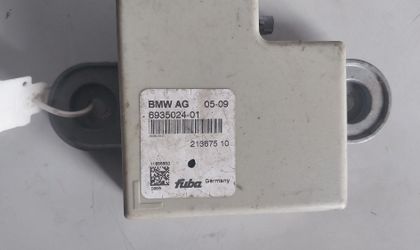 BMW AG 05-09
6935024-01
213675 10
fuba Germany